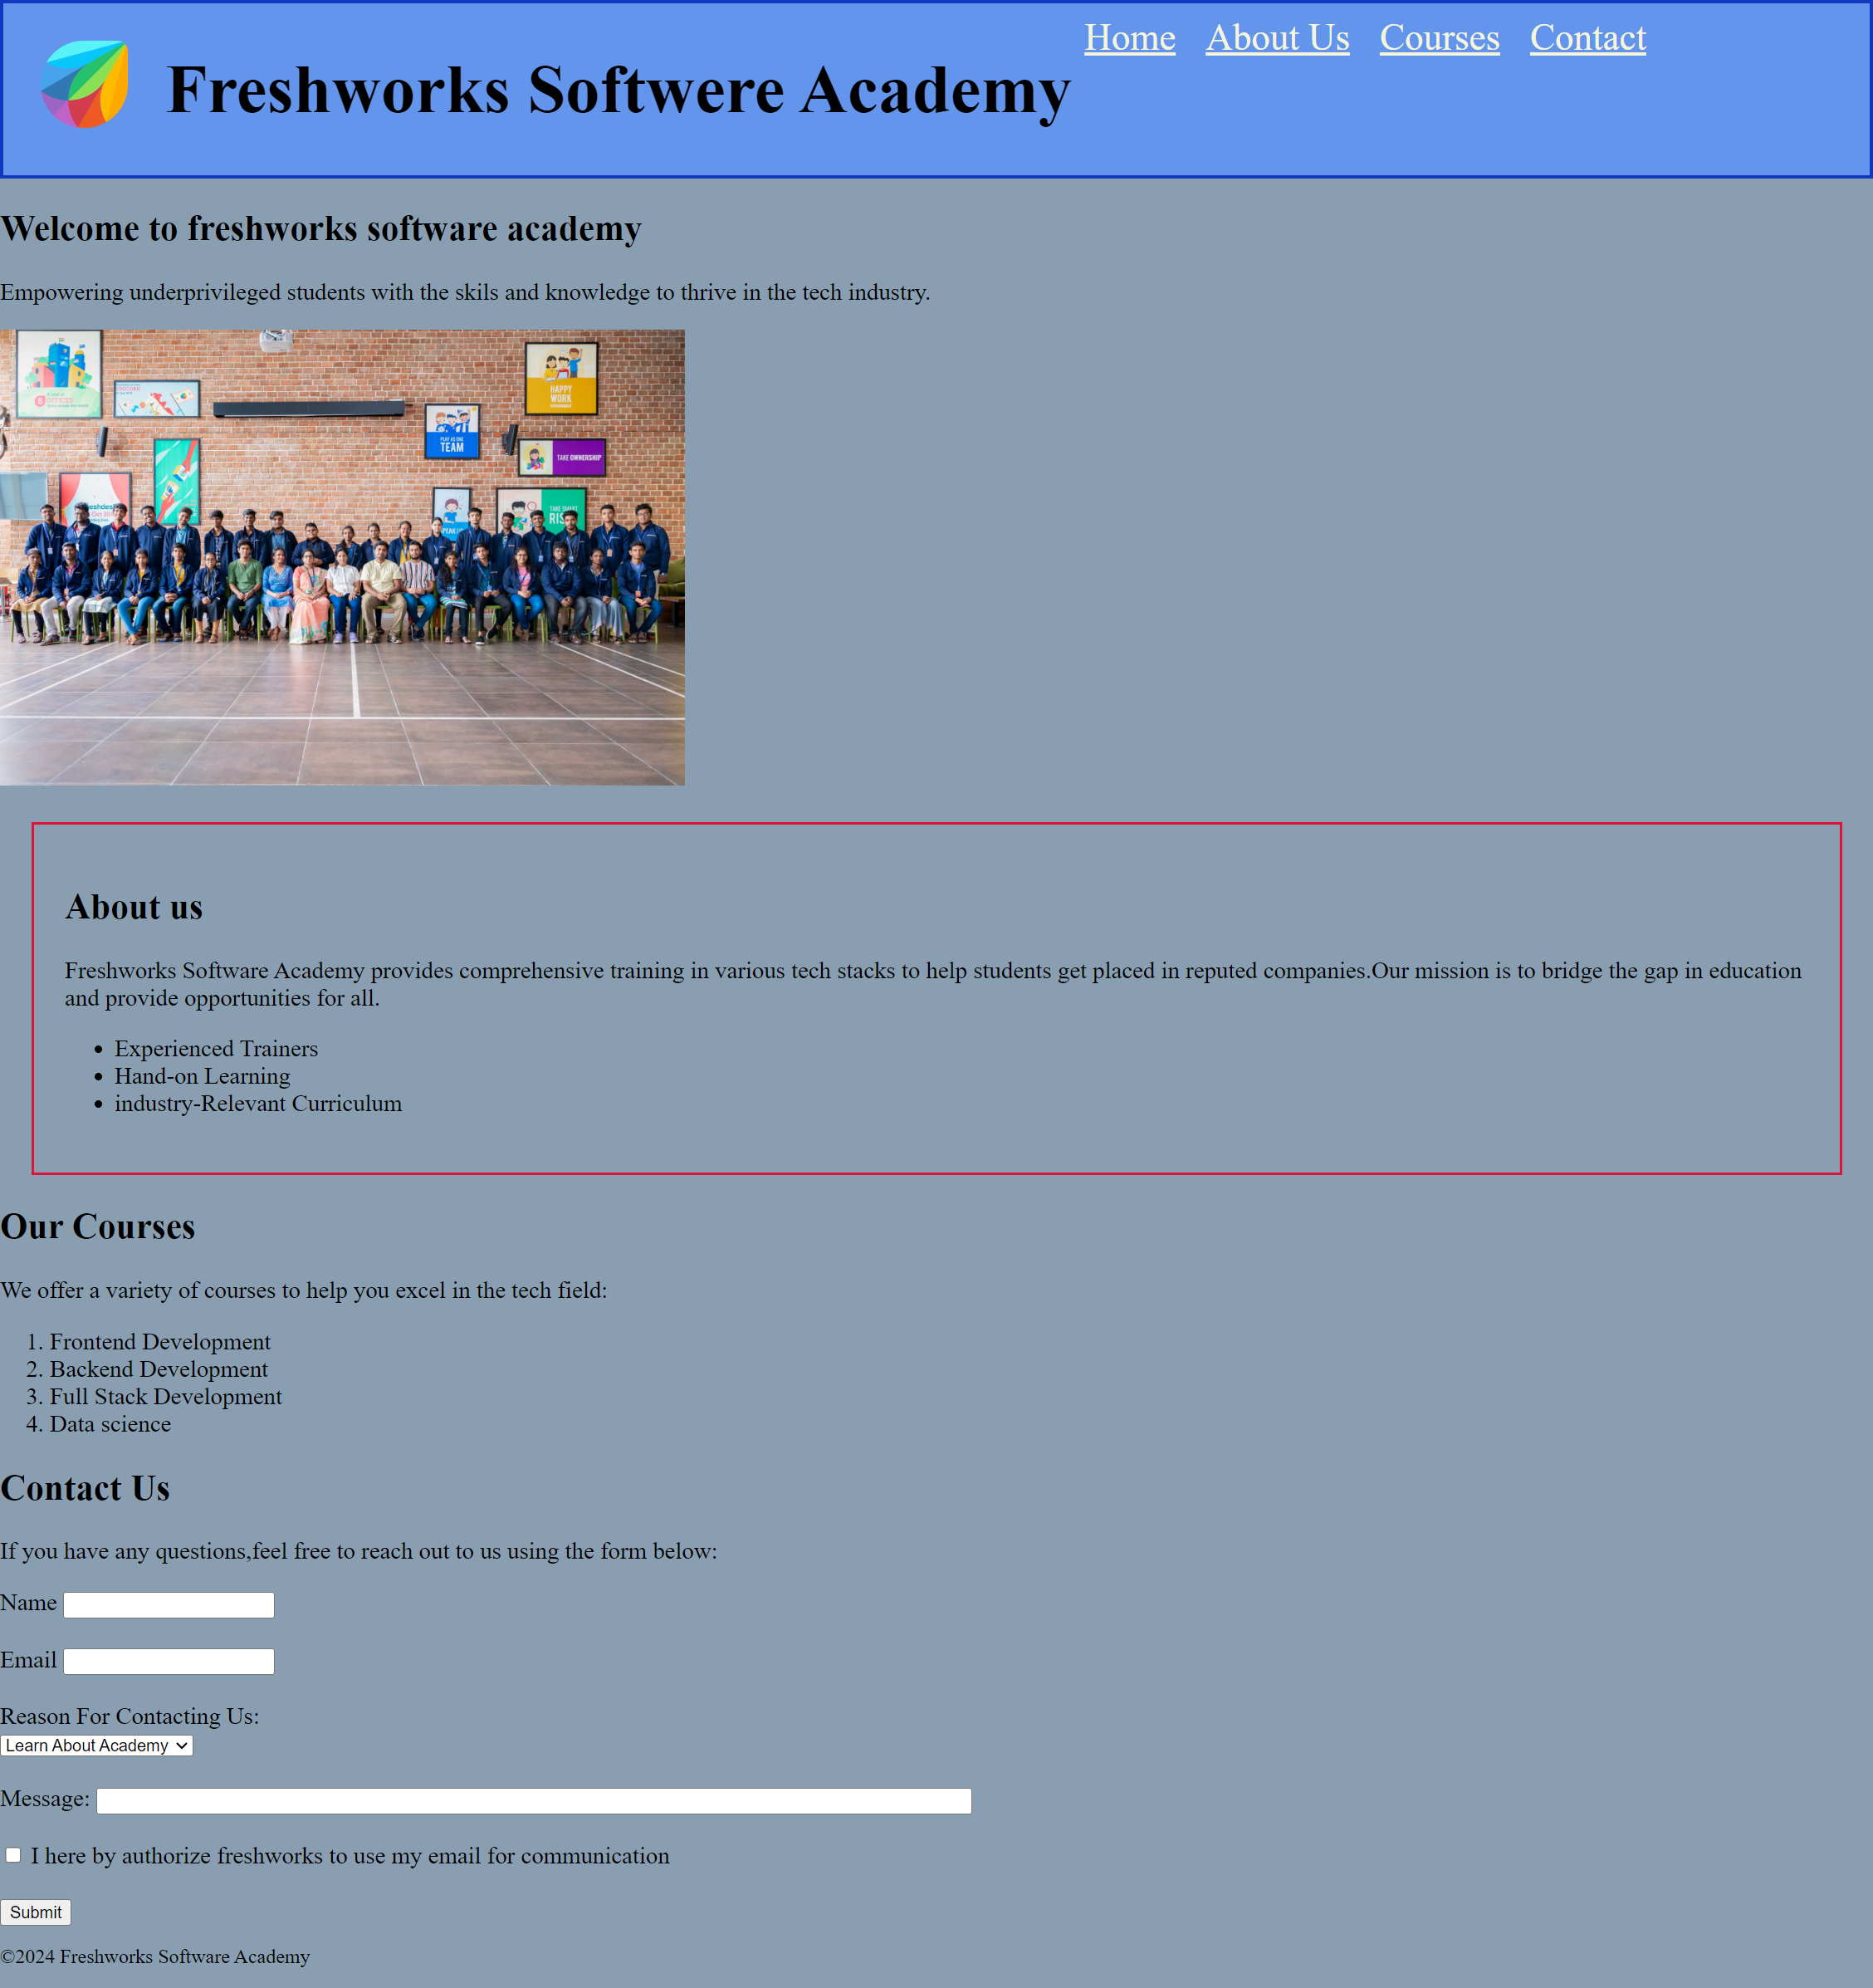 Freshworks Softwere Academy
Home About Us Courses Contact
Welcome to freshworks software academy
Empowering underprivileged students with the skils and knowledge to thrive in the tech industry.
OFFICES
HAPPY
WORK
PLAY AS ONE
TEAM
TAKE OWNERSHIP
About us
Freshworks Software Academy provides comprehensive training in various tech stacks to help students get placed in reputed companies.Our mission is to bridge the gap in education
and provide opportunities for all.
• Experienced Trainers
• Hand-on Learning
• industry-Relevant Curriculum
Our Courses
We offer a variety of courses to help you excel in the tech field:
1. Frontend Development
2. Backend Development
3. Full Stack Development
4. Data science
Contact Us
If you have any questions,feel free to reach out to us using the form below:
Name
Email
Reason For Contacting Us:
Learn About Academy
Message:
I here by authorize freshworks to use my email for communication
Submit
©2024 Freshworks Software Academy